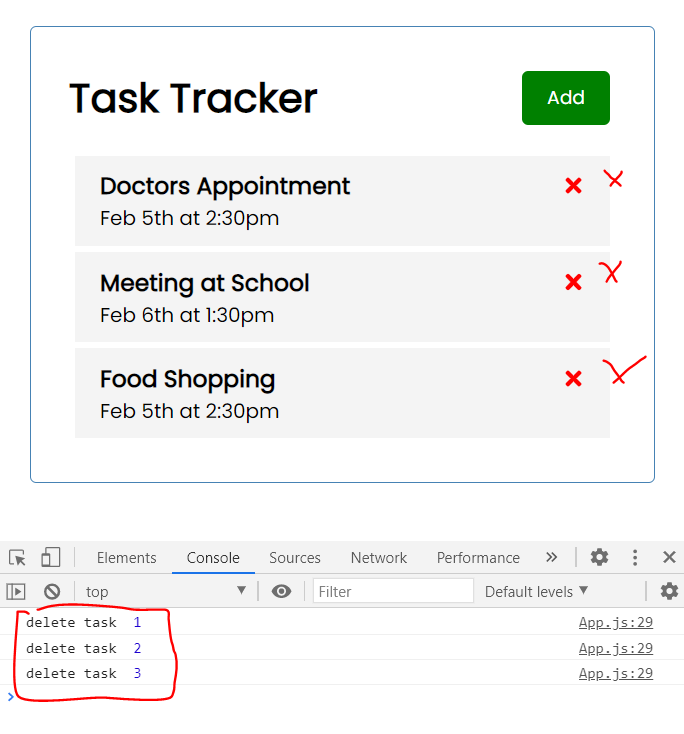 Task Tracker Add
Doctors Appointment
Feb 5th at 2:30pm
Meeting at School
Feb 6th at 1:30pm
Food Shopping
Feb 5th at 2:30pm
Elements Console Sources Network Performance
top Filter Default levels
delete task 1 App.js:29
delete task 2 App.js:29
delete task 3 App.js:29